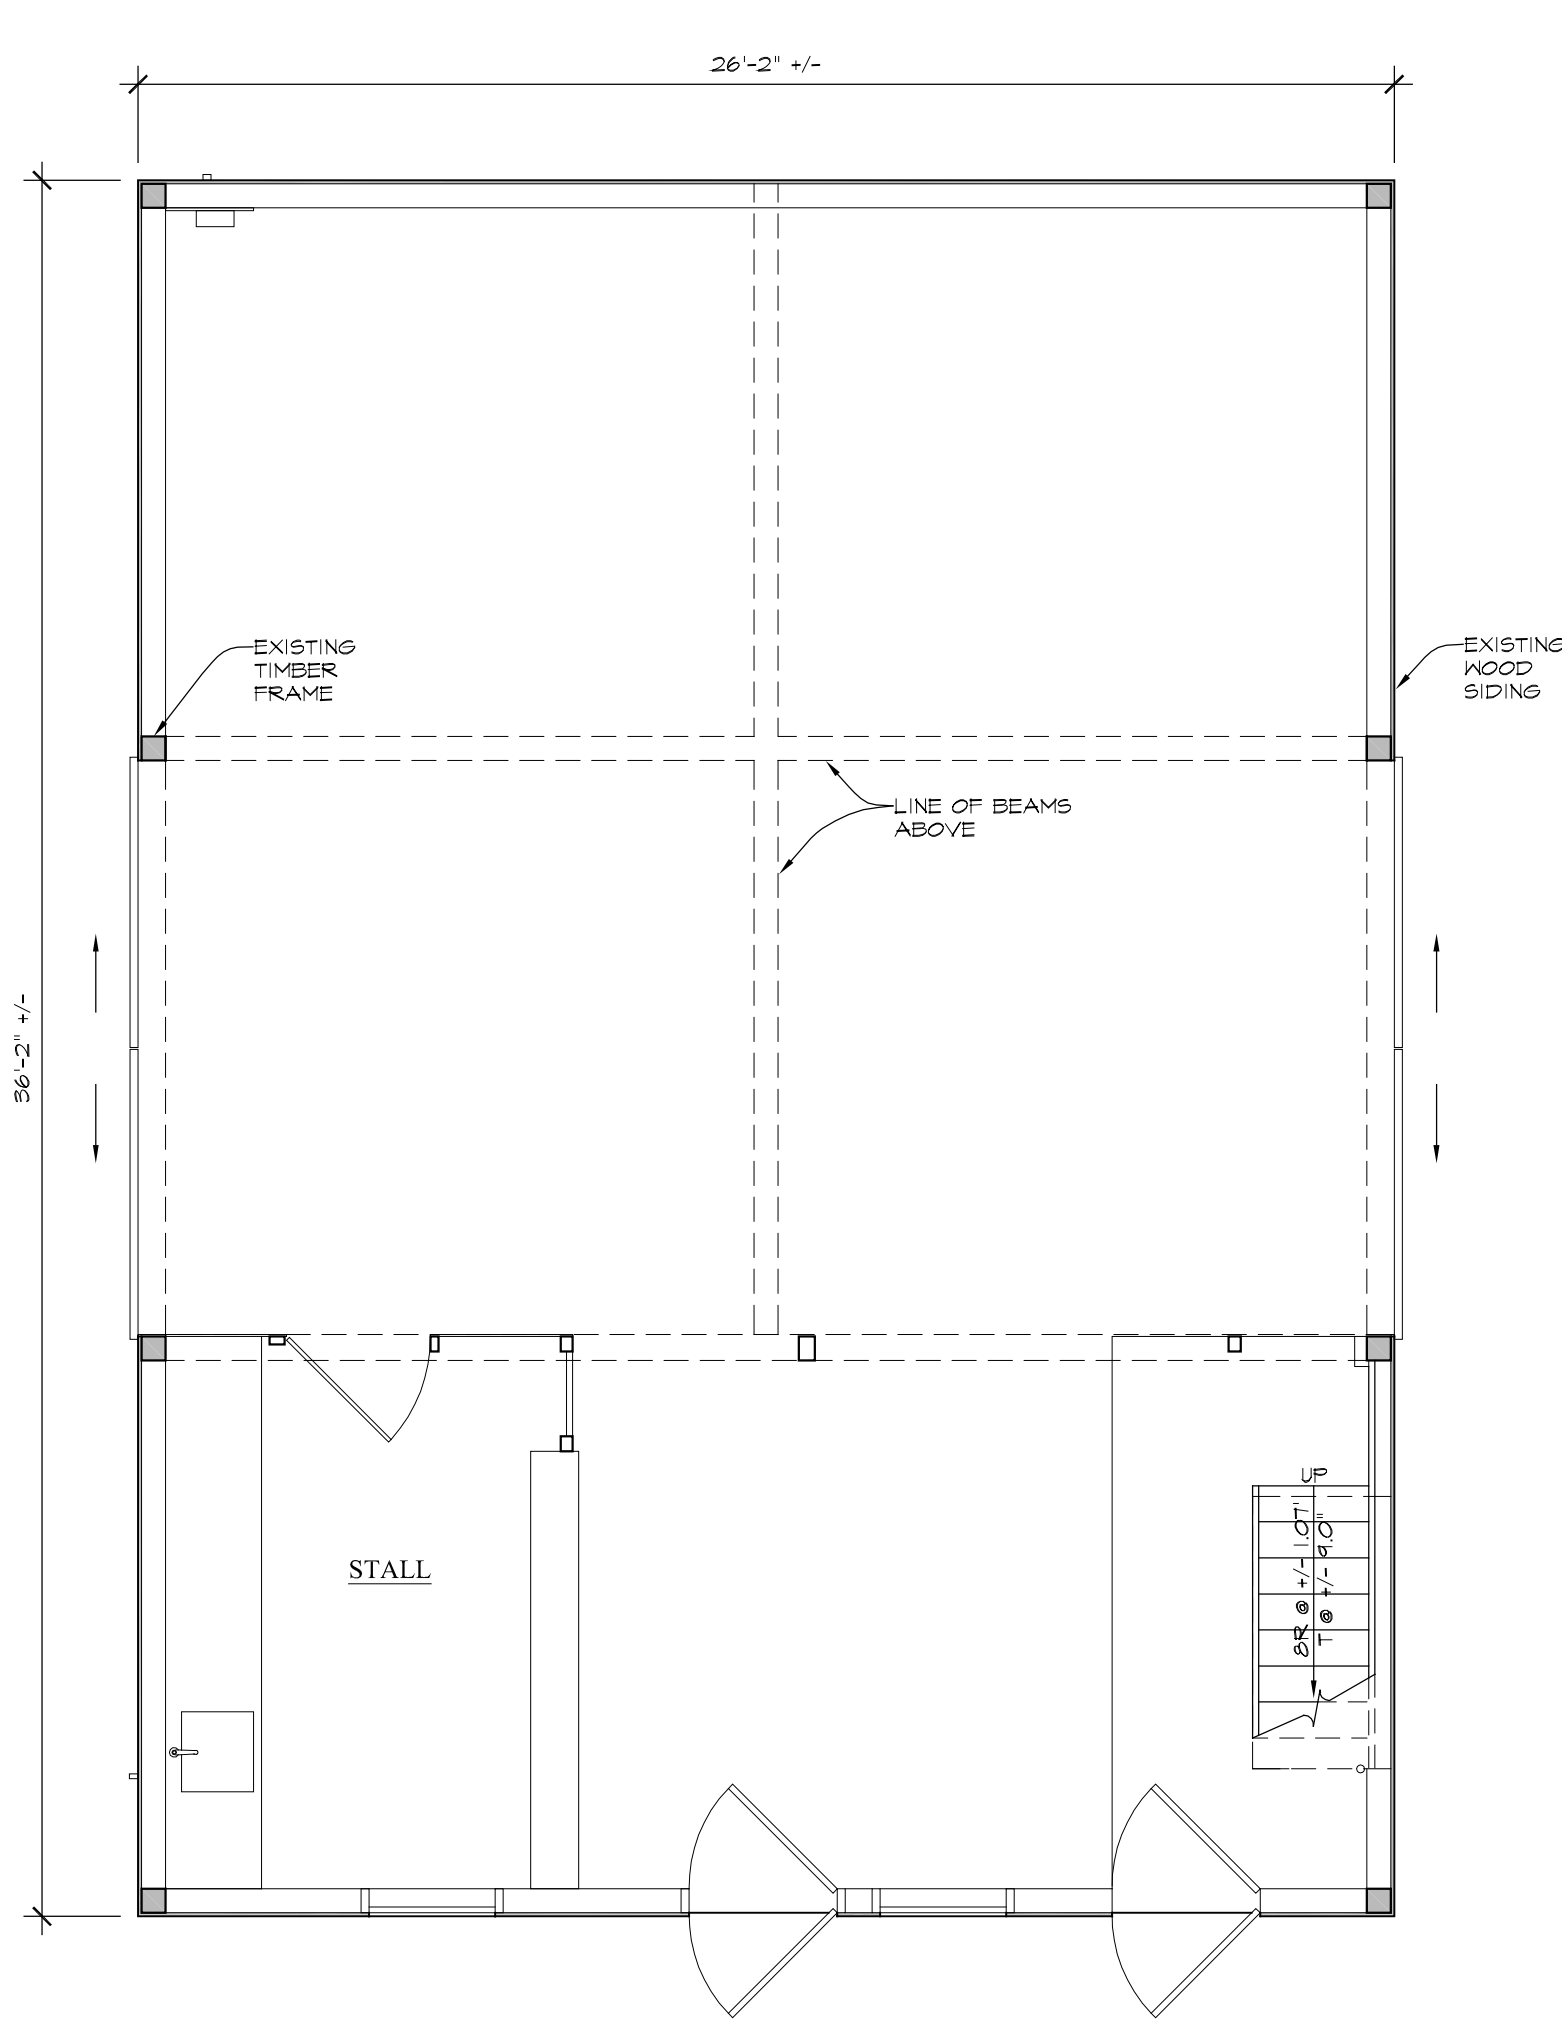 26'-2" +/-
EXISTING
TIMBER
FRAME
EXISTING
WOOD
SIDING
LINE OF BEAMS
ABOVE
36'-2" +/-
UP
8R @ +/- 1.07"
T @ +/- 9.0"
STALL